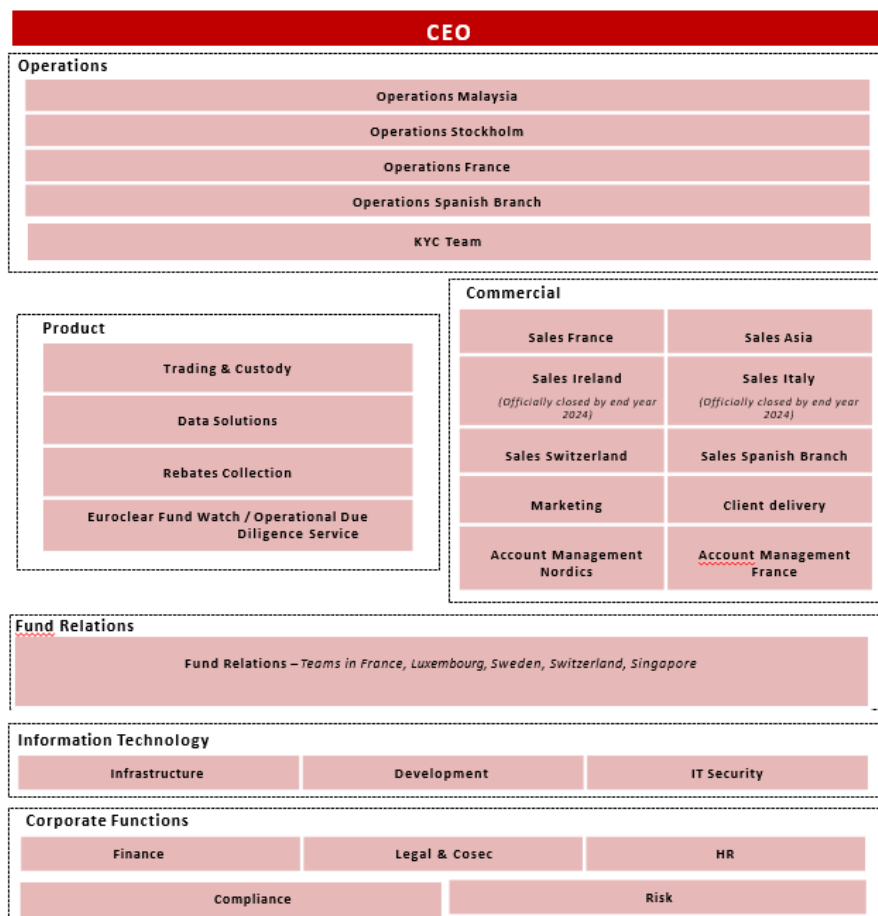 CEO
Operations
Operations Malaysia
Operations Stockholm
Operations France
Operations Spanish Branch
KYC Team
Product
Trading & Custody
Data Solutions
Rebates Collection
Euroclear Fund Watch / Operational Due
Diligence Service
Commercial
Sales France
Sales Asia
Sales Ireland
(Officially closed by end year
2024)
Sales Italy
(Officially closed by end year
2024)
Sales Switzerland
Sales Spanish Branch
Marketing
Client delivery
Account Management
Nordics
Account Management
France
Fund Relations
Fund Relations – Teams in France, Luxembourg, Sweden, Switzerland, Singapore
Information Technology
Infrastructure
Development
IT Security
Corporate Functions
Finance
Legal & Cosec
HR
Compliance
Risk